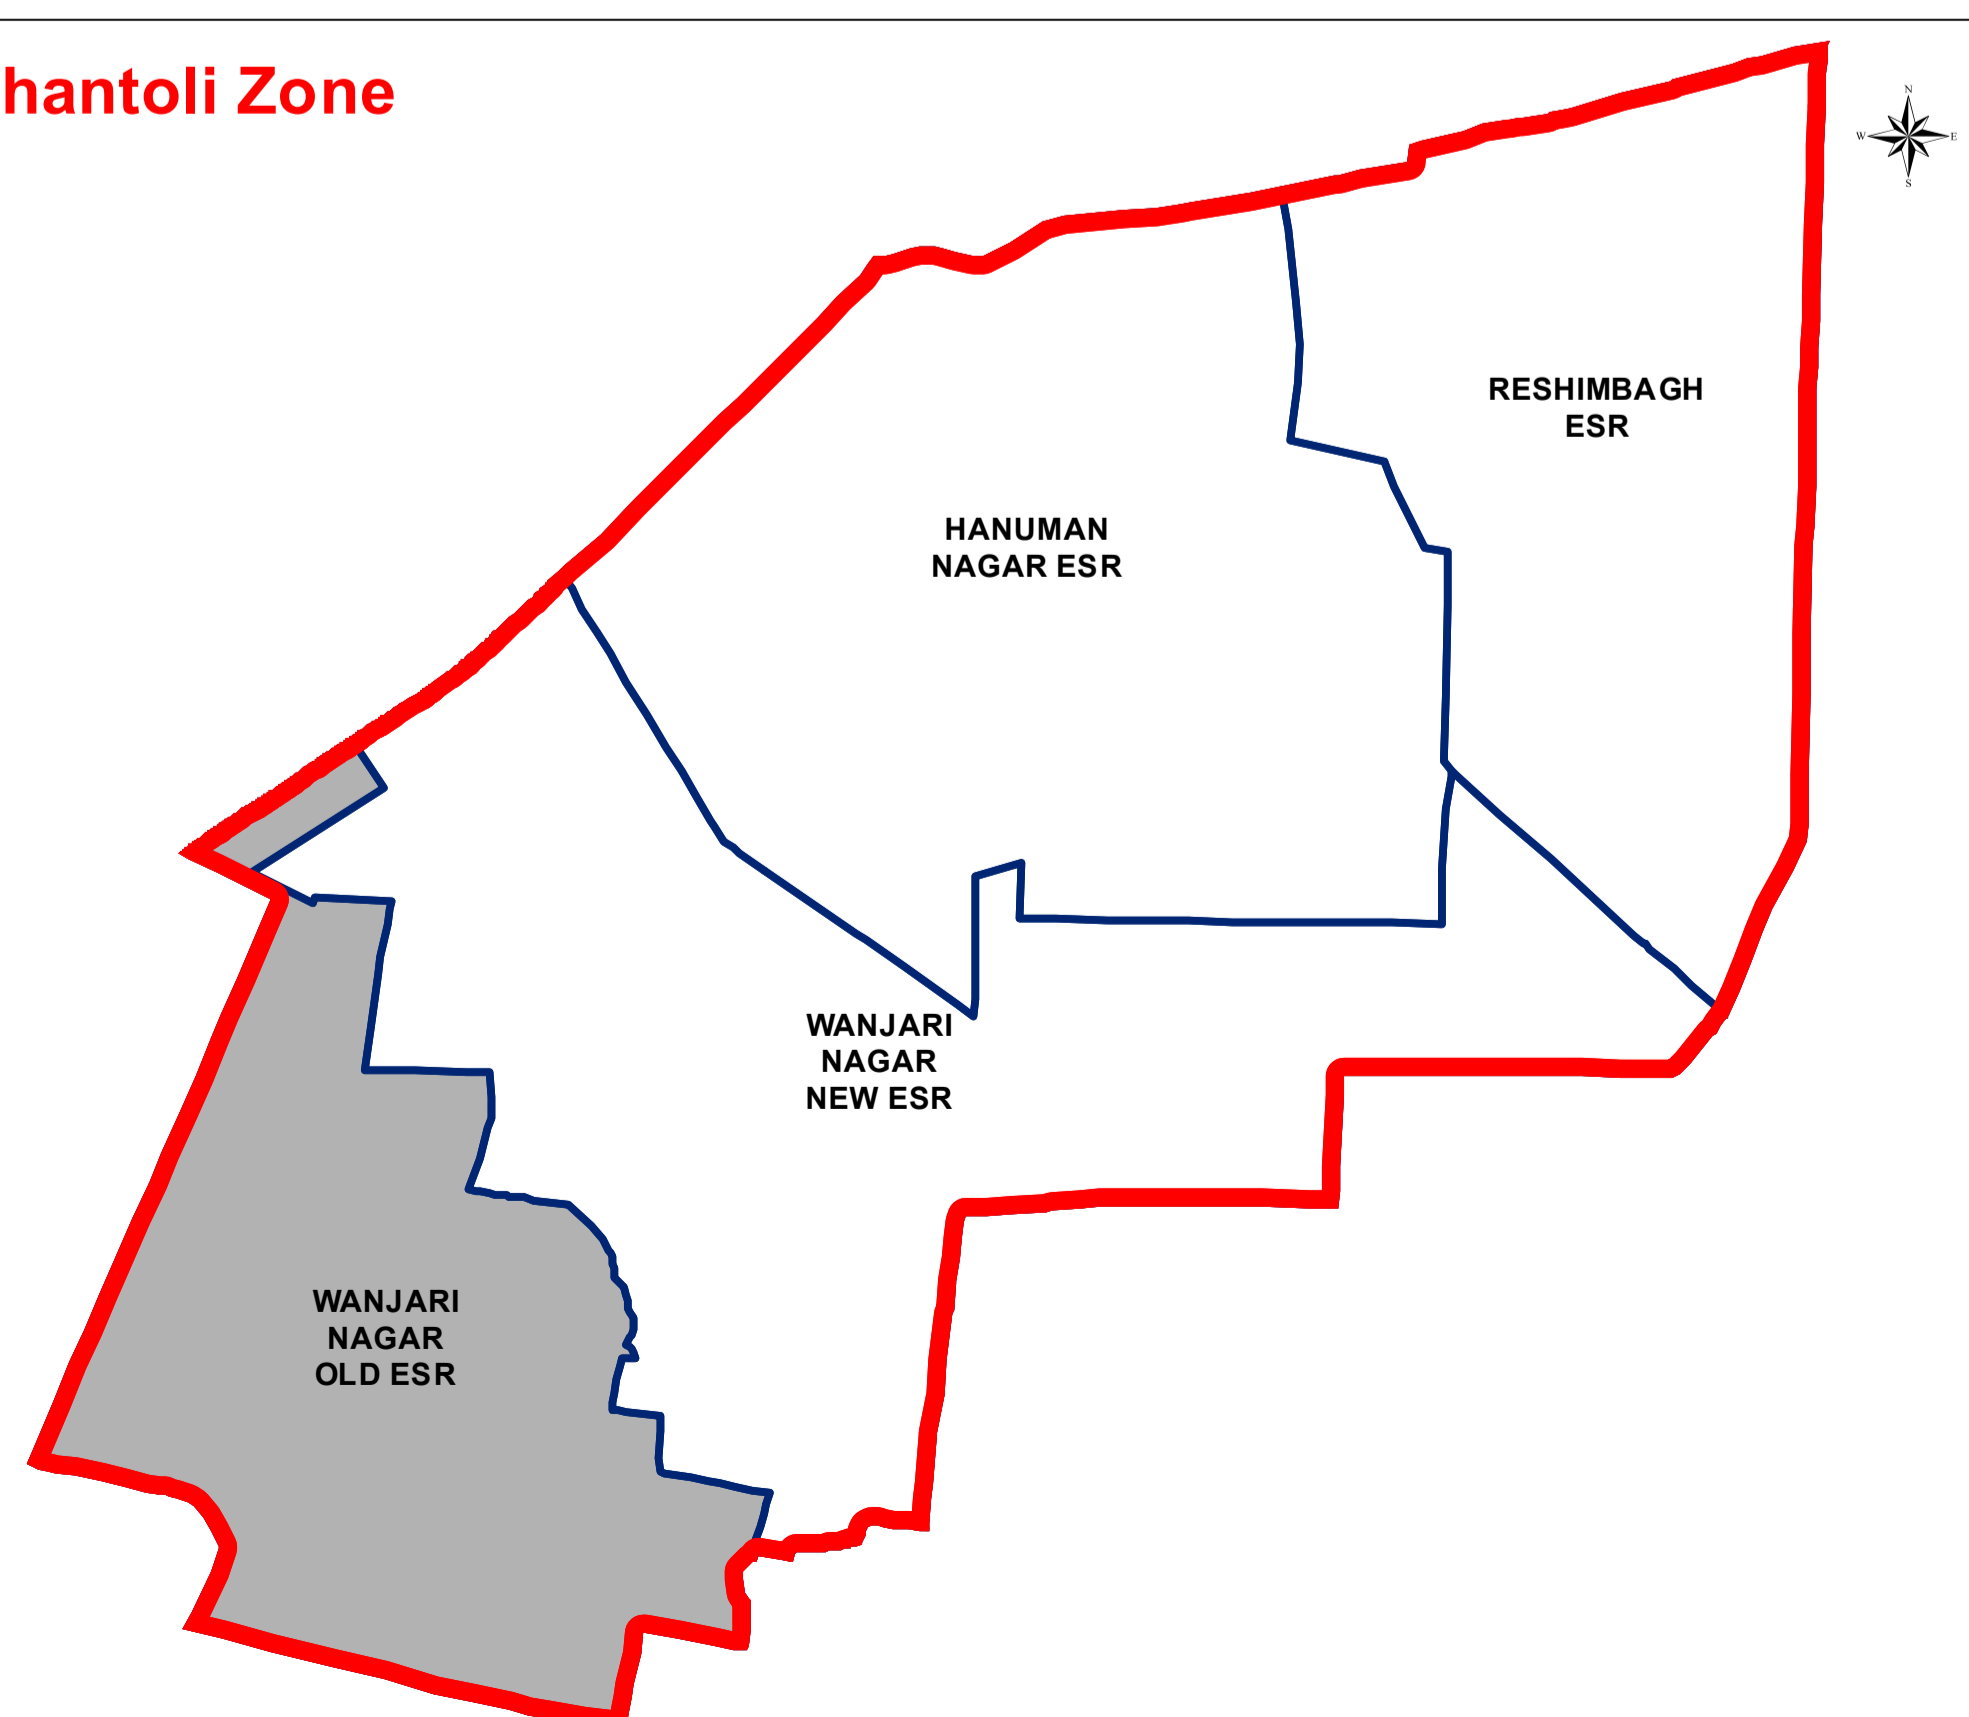 hantoli Zone
N
W
E
S
RESHIMBAGH
ESR
HANUMAN
NAGAR ESR
WANJARI
NAGAR
NEW ESR
WANJARI
NAGAR
OLD ESR